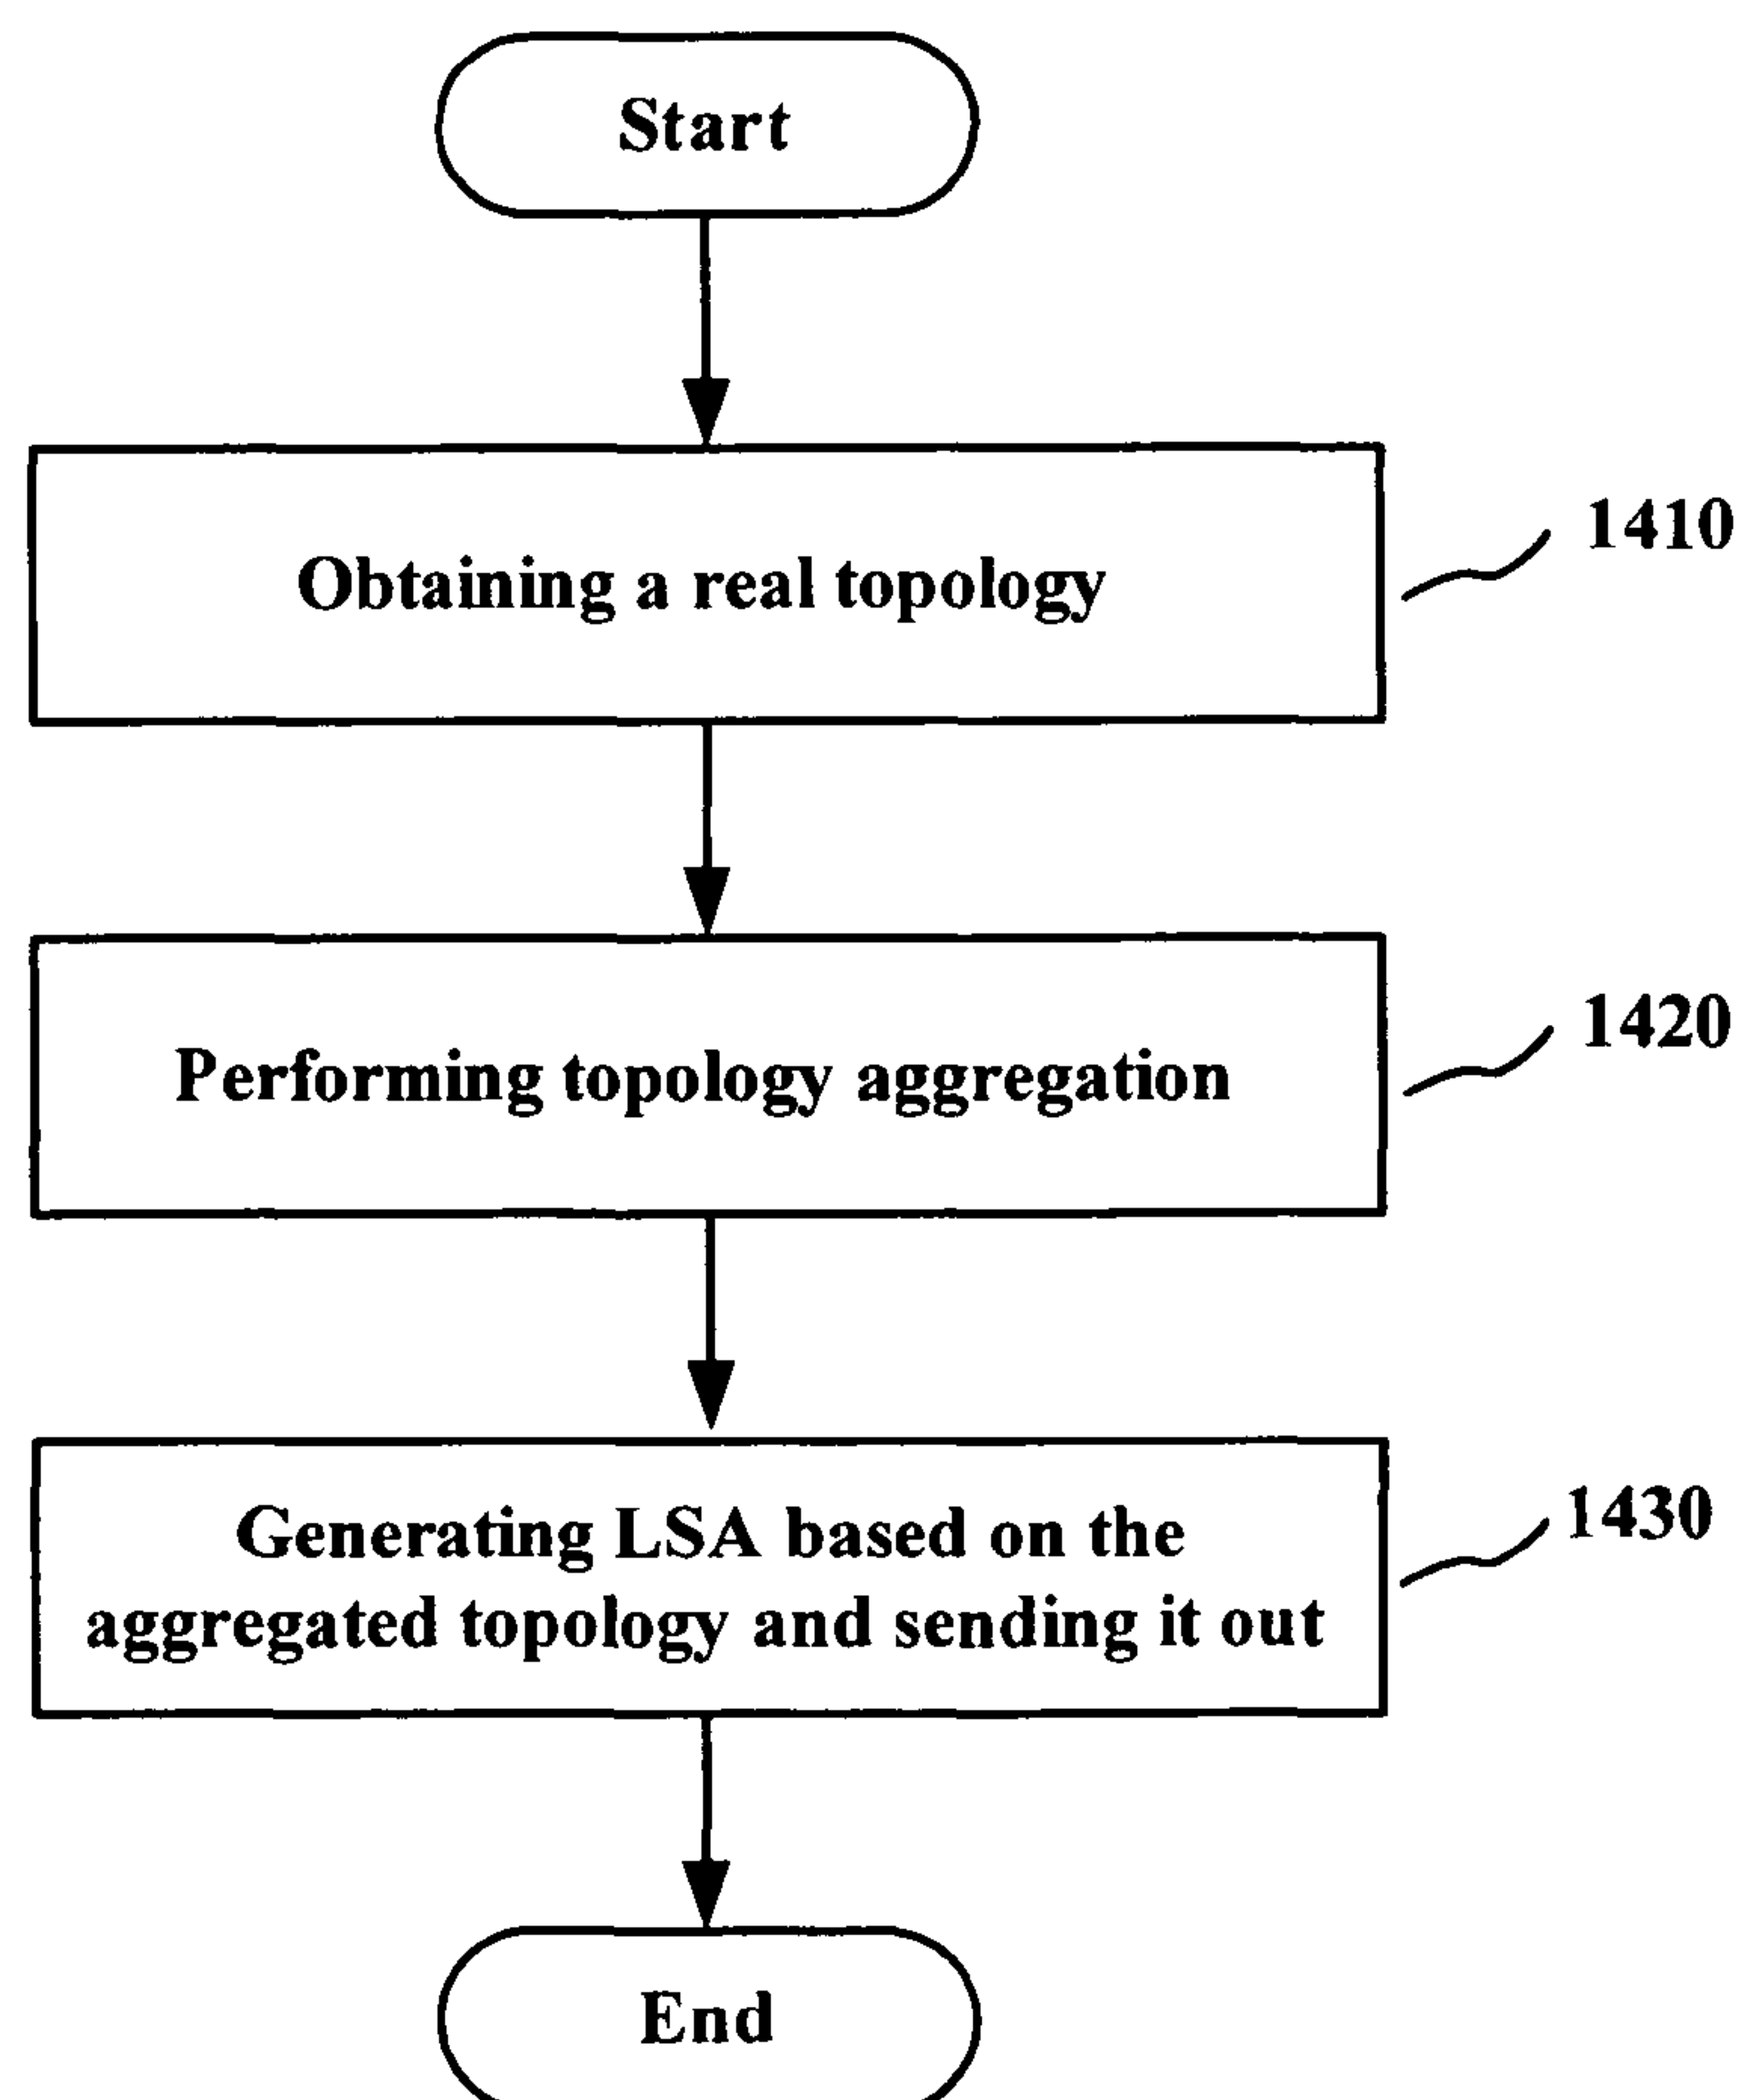 Start
Obtaining a real topology
1410
Performing topology aggregation
1420
Generating LSA based on the
aggregated topology and sending it out
1430
End